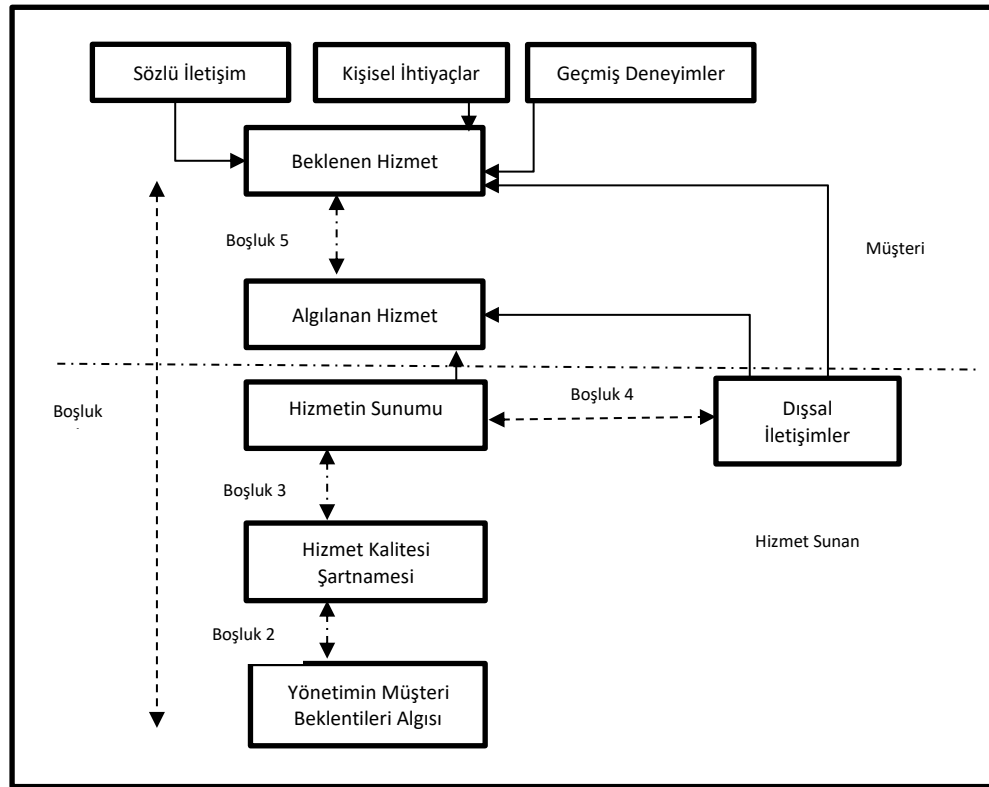 Sözlü İletişim
Kişisel İhtiyaçlar
Geçmiş Deneyimler
Beklenen Hizmet
Boşluk 5
Müşteri
Algılanan Hizmet
Boşluk
Hizmetin Sunumu
Boşluk 4
Dışsal
İletişimler
Boşluk 3
Hizmet Kalitesi
Şartnamesi
Hizmet Sunan
Boşluk 2
Yönetimin Müşteri
Beklentileri Algısı